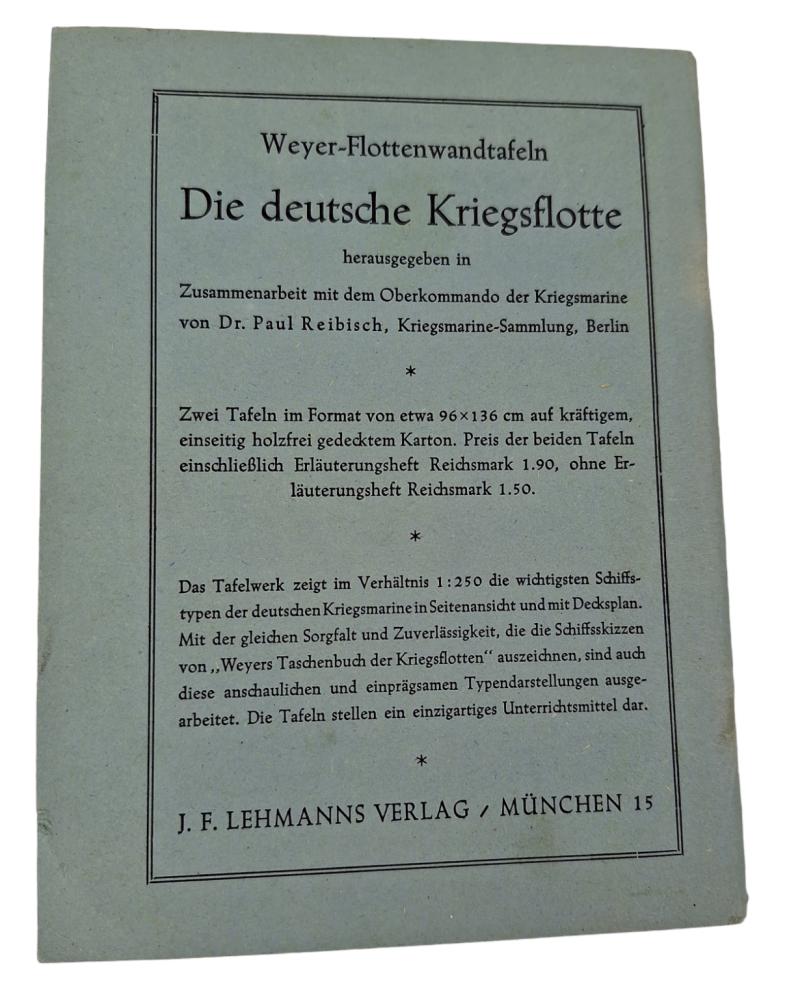 Weyer-Flottenwandtafeln
Die deutsche Kriegsflotte
herausgegeben in
Zusammenarbeit mit dem Oberkommando der Kriegsmarine
von Dr. Paul Reibisch, Kriegsmarine-Sammlung, Berlin
*
Zwei Tafeln im Format von etwa 96×136 cm auf kräftigem,
einseitig holzfrei gedecktem Karton. Preis der beiden Tafeln
einschließlich Erläuterungsheft Reichsmark 1.90, ohne Er-
läuterungsheft Reichsmark 1.50.
*
Das Tafelwerk zeigt im Verhältnis 1:250 die wichtigsten Schiffs-
typen der deutschen Kriegsmarine in Seitenansicht und mit Decksplan.
Mit der gleichen Sorgfalt und Zuverlässigkeit, die die Schiffsskizzen
von „Weyers Taschenbuch der Kriegsflotten“ auszeichnen, sind auch
diese anschaulichen und einprägsamen Typendarstellungen ausge-
arbeitet. Die Tafeln stellen ein einzigartiges Unterrichtsmittel dar.
*
J. F. LEHMANNS VERLAG / MÜNCHEN 15